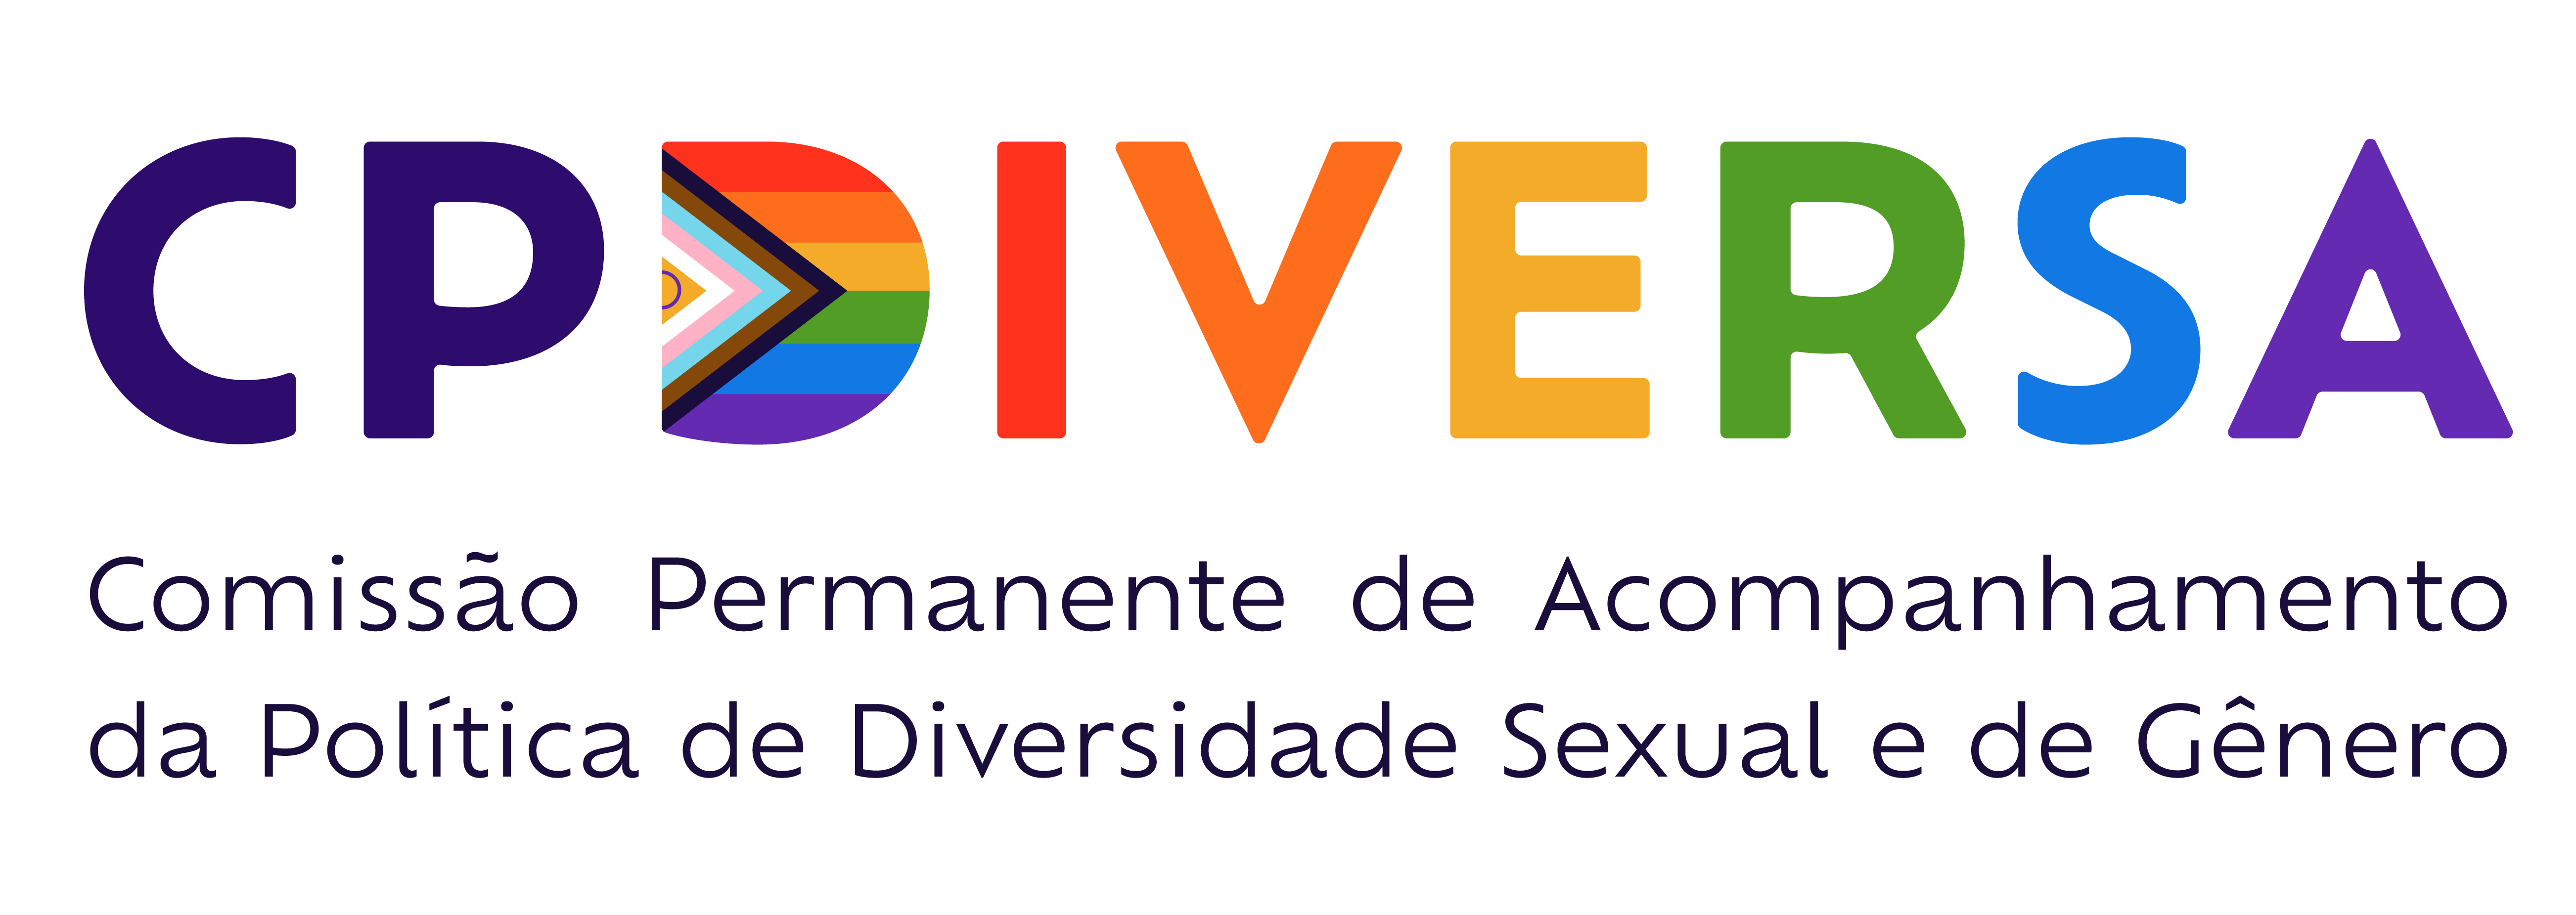 CPDIVERSA
Comissão Permanente de Acompanhamento
da Política de Diversidade Sexual e de Gênero